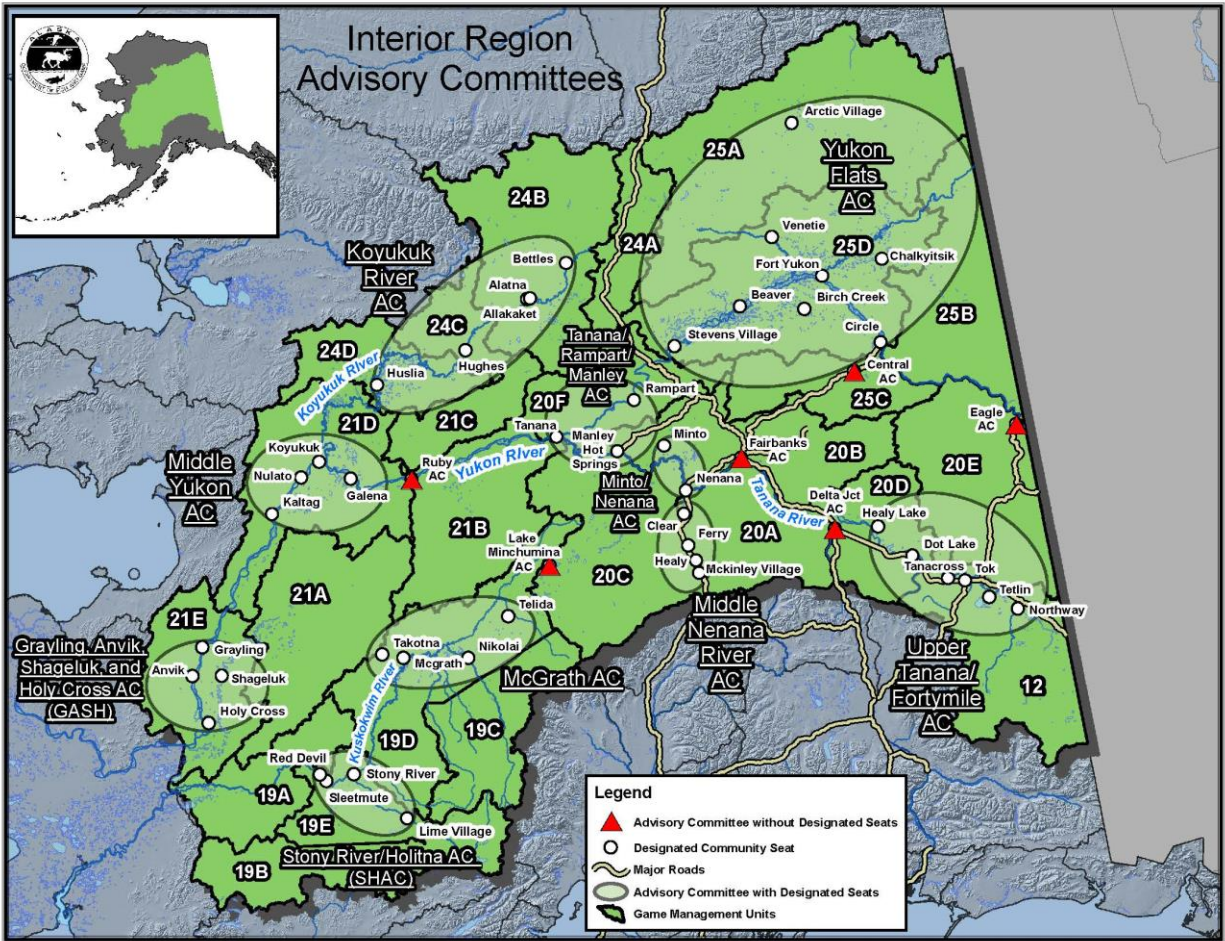 ALASKA
Interior Region
Advisory Committees
Arctic Village
25A
Yukon
Flats
AC
24B
24A
Koyukuk
River
AC
Bettles
Venetie
25D
Chalkyitsik
Fort Yukon
Alatna
Allakaket
Beaver
Birch Creek
25B
24C
Stevens Village
Circle
Tanana/
Rampart/
Manley
AC
24D
Koyukuk River
Huslia
Hughes
Central
AC
25C
Rampart
20F
21C
21D
Eagle
AC
Tanana
Manley
Hot
Springs
Minto
Fairbanks
AC
20B
20E
Koyukuk
Middle
Yukon
AC
Nulato
Galena
Kaltag
Ruby
AC
Yukon River
Minto/
Nenana
AC
Nenana
Tanana River
Delta Jct
AC
20D
Healy Lake
Clear
Ferry
20A
21B
Lake
Minchumina
AC
Dot Lake
Tanacross
Tok
Healy
Mckinley Village
20C
Tetlin
Northway
21A
Telida
21E
Middle
Nenana
River
AC
Grayling, Anvik,
Shageluk, and
Holy Cross AC
(GASH)
Grayling
Anvik
Shageluk
Holy Cross
Takotna
Mcgrath
Nikolai
McGrath AC
Upper
Tanana/
Fortymile
AC
12
Kuskokwim River
19D
19C
Red Devil
Stony River
Sleetmute
19A
19E
Lime Village
19B
Stony River/Holitna AC
(SHAC)
Legend
Advisory Committee without Designated Seats
Designated Community Seat
Major Roads
Advisory Committee with Designated Seats
Game Management Units